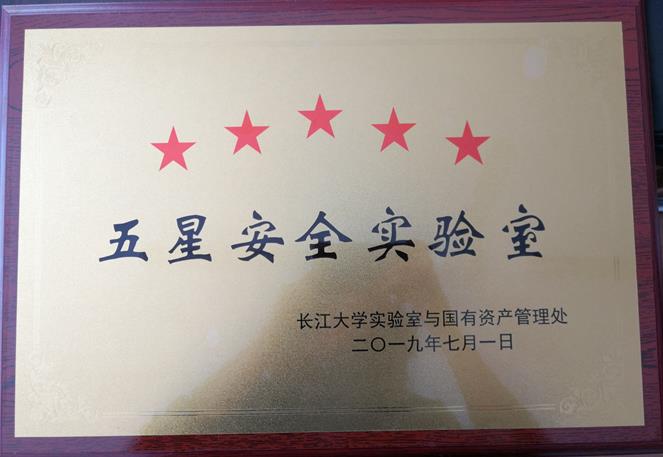 五星安全实验室
长江大学实验室与国有资产管理处
二〇一九年七月一日